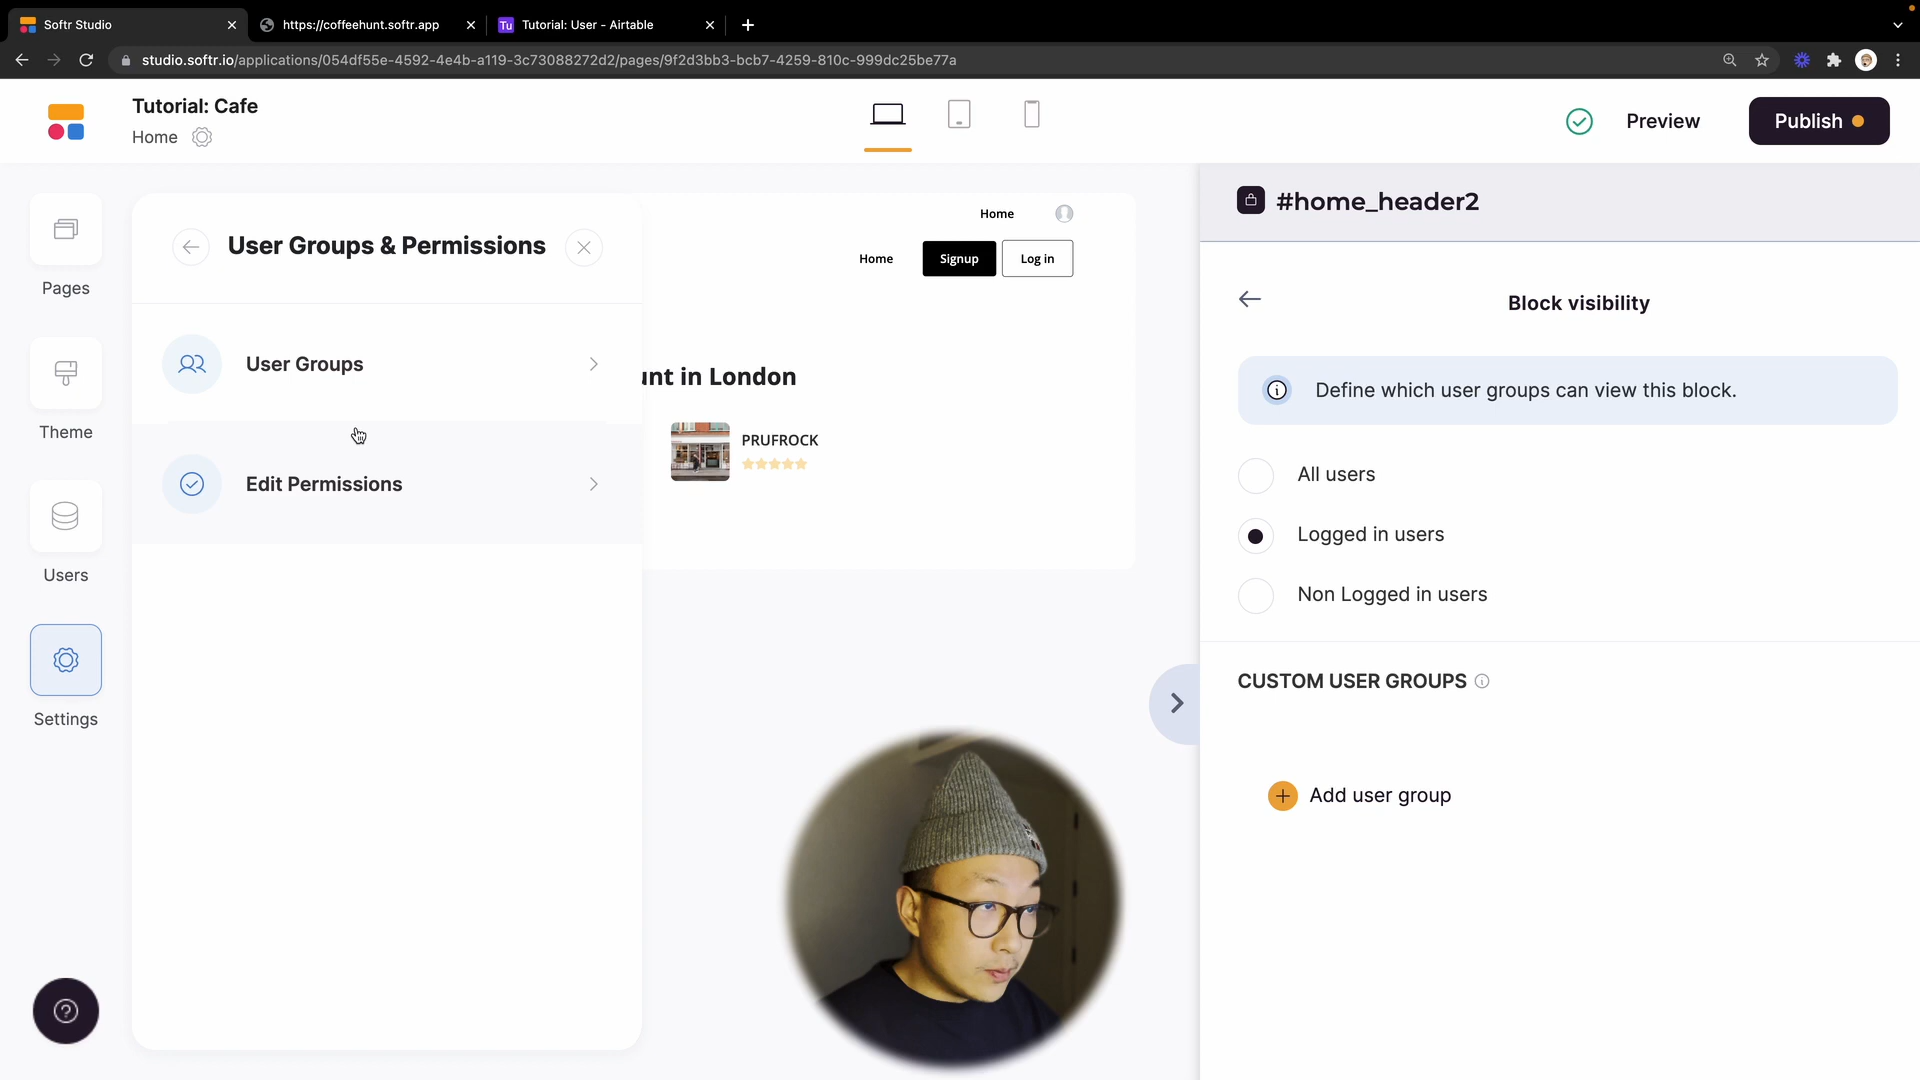 Softr Studio
https://coffeehunt.softr.app
Tu
Tutorial: User - Airtable
studio.softr.io/applications/054df55e-4592-4e4b-a119-3c73088272d2/pages/9f2d3bb3-bcb7-4259-810c-999dc25be77a
Tutorial: Cafe
Home
Preview
Publish
Pages
Theme
Users
Settings
User Groups & Permissions
User Groups
Edit Permissions
Home
Home
Signup
Log in
unt in London
PRUFROCK
#home_header2
Block visibility
Define which user groups can view this block.
All users
Logged in users
Non Logged in users
CUSTOM USER GROUPS
Add user group